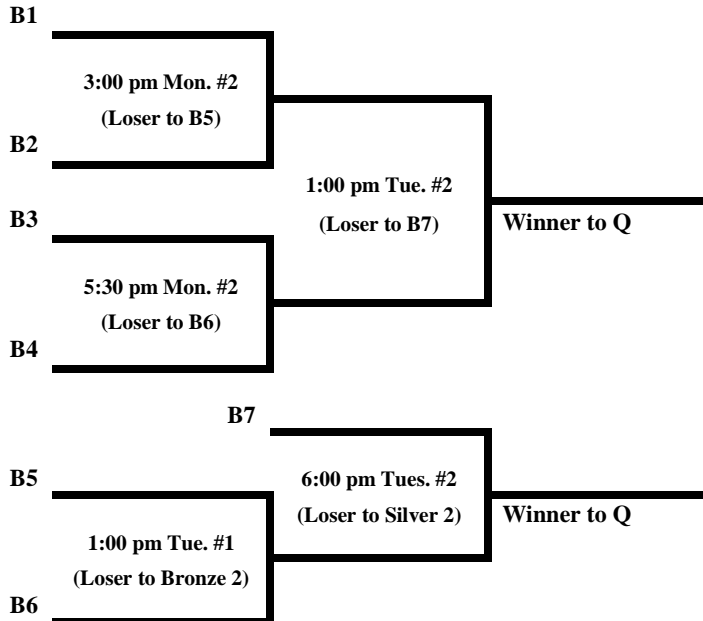 B1
3:00 pm Mon. #2
(Loser to B5)
B2
1:00 pm Tue. #2
(Loser to B7)
Winner to Q
B3
5:30 pm Mon. #2
(Loser to B6)
B4
B7
B5
6:00 pm Tues. #2
(Loser to Silver 2)
Winner to Q
1:00 pm Tue. #1
(Loser to Bronze 2)
B6